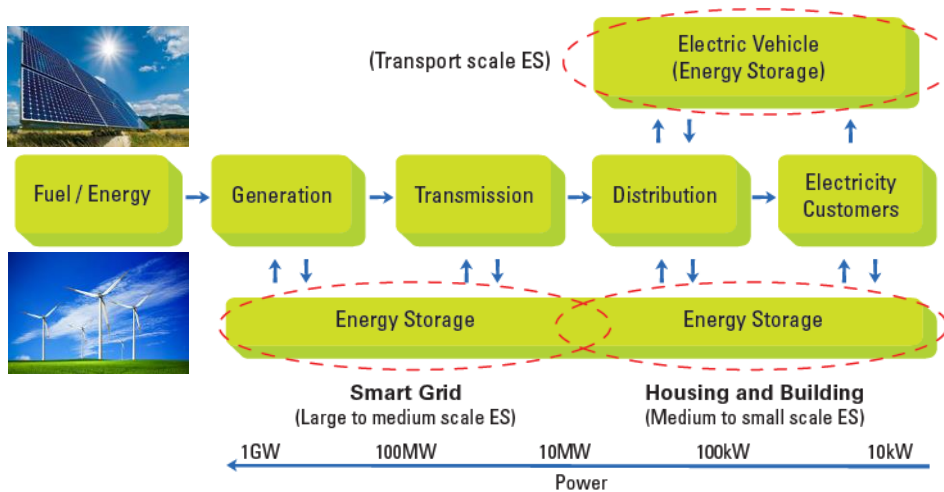 (Transport scale ES)
Electric Vehicle
(Energy Storage)
Fuel / Energy
Generation
Transmission
Distribution
Electricity
Customers
Energy Storage
Energy Storage
Smart Grid
(Large to medium scale ES)
Housing and Building
(Medium to small scale ES)
1GW 100MW 10MW 100kW 10kW
Power